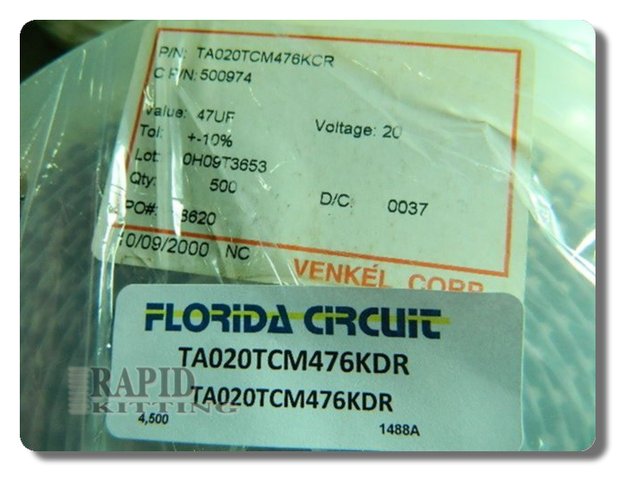 P/N: TA020TCM476KCR
C P/N: 500974
Value: 47UF Voltage: 20
Tol: +-10%
Lot: 0H09T3653
Qty: 500 D/C: 0037
PO#: 3620
10/09/2000 NC
VENKEL CORP
FLORIDA CIRCUIT
TA020TCM476KDR
TA020TCM476KDR
RAPID
KITTING
4,500 1488A